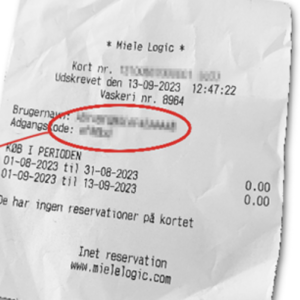 * Miele Logic *
Kort nr.
Udskrevet den 13-09-2023 12:47:22
Vaskeri nr. 8964
Brugernavn:
Adgangskode:
KØB I PERIODEN
01-08-2023 til 31-08-2023 0.00
01-09-2023 til 13-09-2023 0.00
De har ingen reservationer på kortet
Inet reservation
www.mielelogic.com